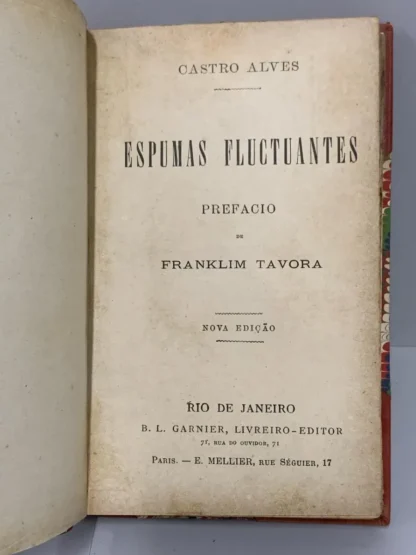 CASTRO ALVES
ESPUMAS FLUCTUANTES
PREFACIO
DE
FRANKLIM TAVORA
NOVA EDIÇÃO
RIO DE JANEIRO
B. L. GARNIER, LIVREIRO-EDITOR
71, RUA DO OUVIDOR, 71
PARIS. — E. MELLIER, RUE SÉGUIER, 17